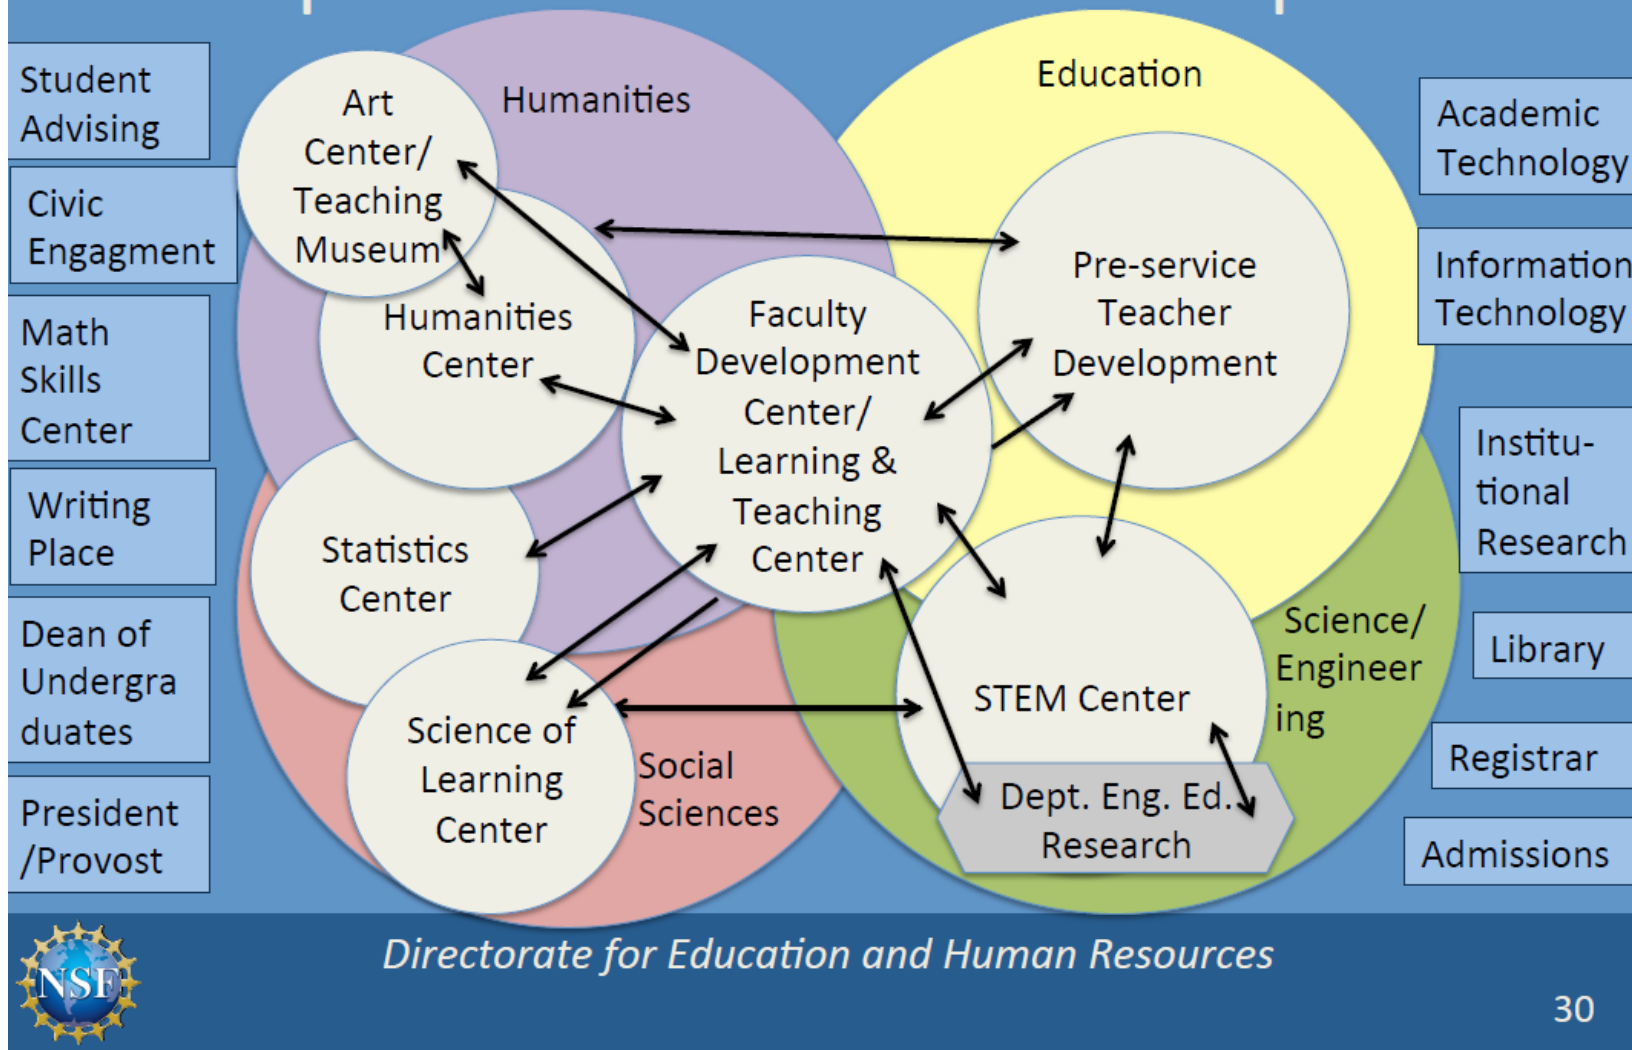 Student
Advising
Civic
Engagment
Math
Skills
Center
Writing
Place
Dean of
Undergra
duates
President
/Provost
Art
Center/
Teaching
Museum
Humanities
Humanities
Center
Statistics
Center
Science of
Learning
Center
Social
Sciences
Faculty
Development
Center/
Learning &
Teaching
Center
Education
Pre-service
Teacher
Development
STEM Center
Dept. Eng. Ed.
Research
Science/
Engineer
ing
Academic
Technology
Information
Technology
Institu-
tional
Research
Library
Registrar
Admissions
NSF
Directorate for Education and Human Resources
30